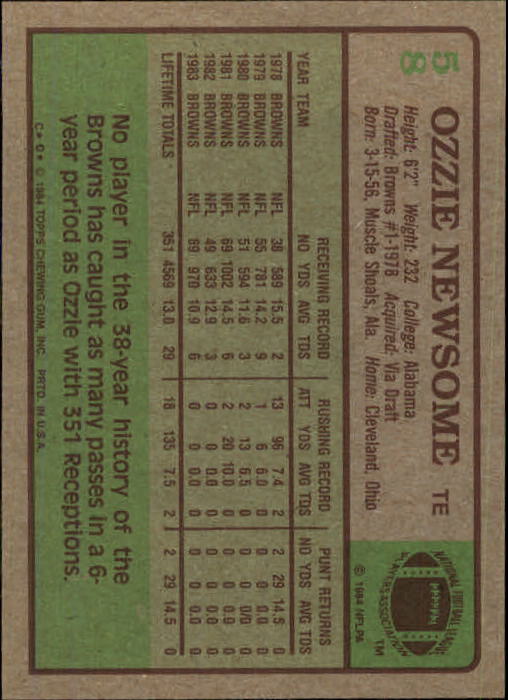 58
OZZIE NEWSOME TE
Height: 6'2" Weight: 232 College: Alabama
Drafted: Browns #1-1978 Acquired: Via Draft
Born: 3-15-56, Muscle Shoals, Ala. Home: Cleveland, Ohio
NATIONAL FOOTBALL LEAGUE
PLAYERS ASSOCIATION
TM
© 1984 NFLPA
RECEIVING RECORD RUSHING RECORD PUNT RETURNS
YEAR TEAM NO YDS AVG TDS ATT YDS AVG TDS NO YDS AVG TDS
1978 BROWNS NFL 38 589 15.5 2 13 96 7.4 2 2 29 14.5 0
1979 BROWNS NFL 55 781 14.2 9 1 6 6.0 0 0 0 0.0 0
1980 BROWNS NFL 51 594 11.6 3 2 13 6.5 0 0 0 0/0 0
1981 BROWNS NFL 69 1002 14.5 6 2 20 10.0 0 0 0 0.0 0
1982 BROWNS NFL 49 633 12.9 3 0 0 0.0 0 0 0 0.0 0
1983 BROWNS NFL 89 970 10.9 6 0 0 0.0 0 0 0 0.0 0
LIFETIME TOTALS 351 4569 13.0 29 18 135 7.5 2 2 29 14.5 0
No player in the 38-year history of the
Browns has caught as many passes in a 6-
year period as Ozzie with 351 Receptions.
C★O★ © 1984 TOPPS CHEWING GUM, INC. PRTD. IN U.S.A.